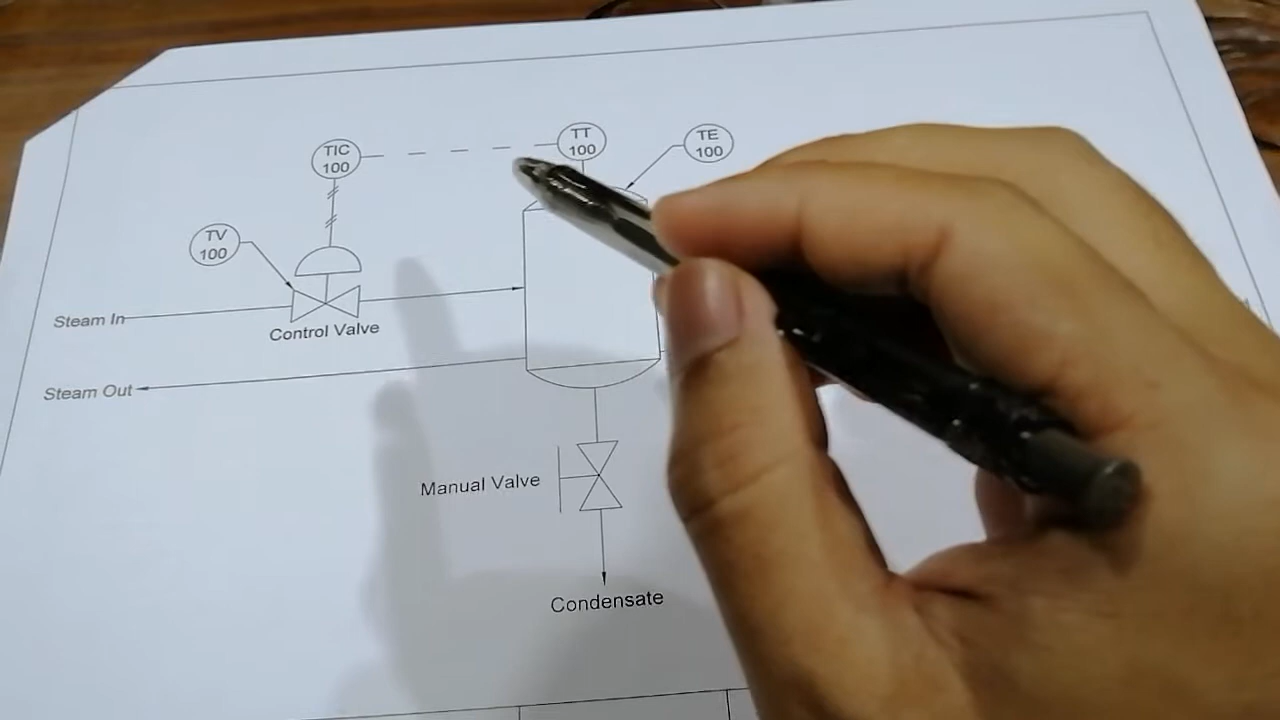 TIC
100
TT
100
TE
100
TV
100
Steam In
Control Valve
Steam Out
Manual Valve
Condensate